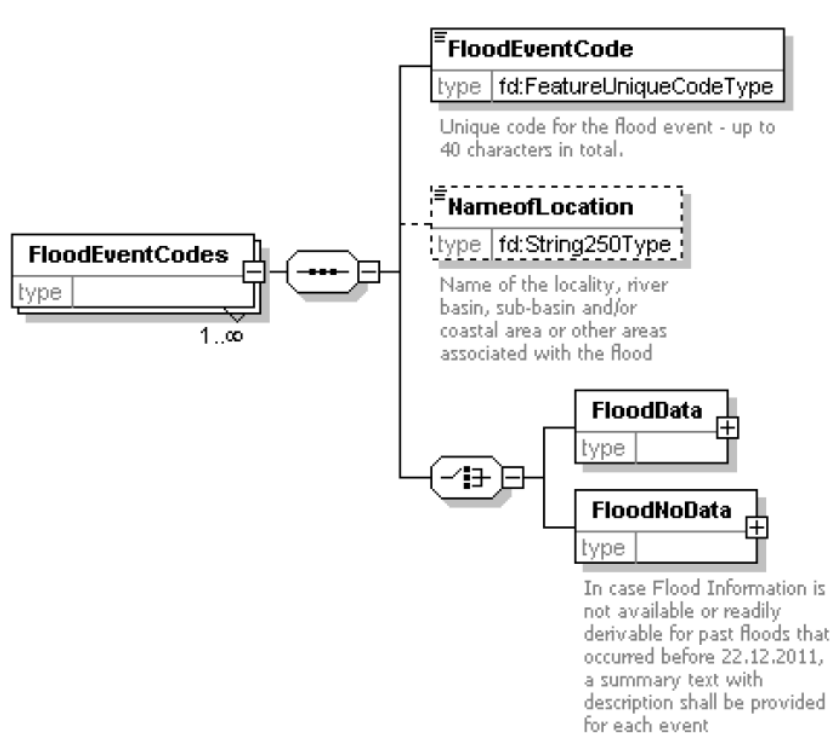 FloodEventCode
type fd:FeatureUniqueCodeType
Unique code for the flood event - up to
40 characters in total.
NameofLocation
type fd:String250Type
Name of the locality, river
basin, sub-basin and/or
coastal area or other areas
associated with the flood
FloodEventCodes
type
1..∞
FloodData
type
FloodNoData
type
In case Flood Information is
not available or readily
derivable for past floods that
occurred before 22.12.2011,
a summary text with
description shall be provided
for each event